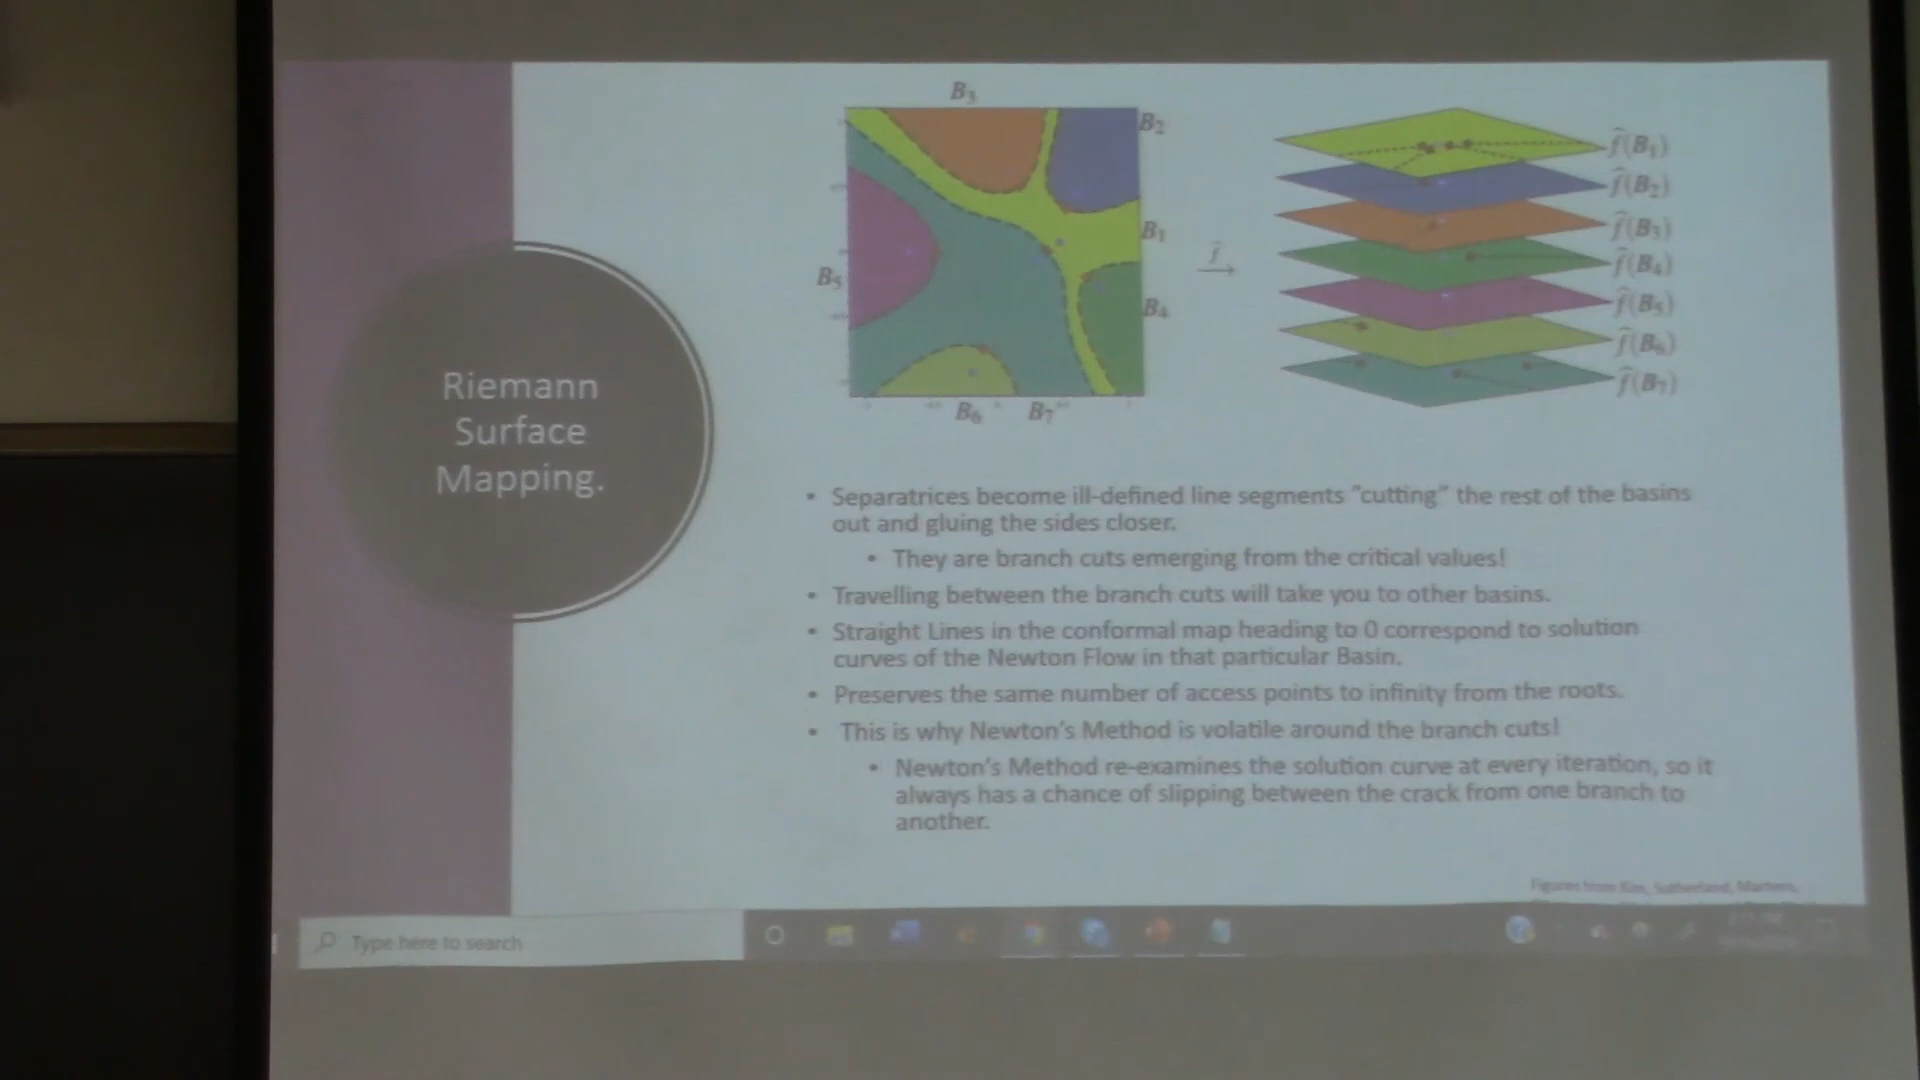 Riemann
Surface
Mapping.
B₃
B₂
B₁
B₅
B₄
B₆
B₇
f̂
f̂(B₁)
f̂(B₂)
f̂(B₃)
f̂(B₄)
f̂(B₅)
f̂(B₆)
f̂(B₇)
• Separatrices become ill-defined line segments "cutting" the rest of the basins
out and gluing the sides closer.
• They are branch cuts emerging from the critical values!
• Travelling between the branch cuts will take you to other basins.
• Straight Lines in the conformal map heading to 0 correspond to solution
curves of the Newton Flow in that particular Basin.
• Preserves the same number of access points to infinity from the roots.
• This is why Newton's Method is volatile around the branch cuts!
• Newton's Method re-examines the solution curve at every iteration, so it
always has a chance of slipping between the crack from one branch to
another.
Figures from Kim, Sutherland, Martens,
Type here to search